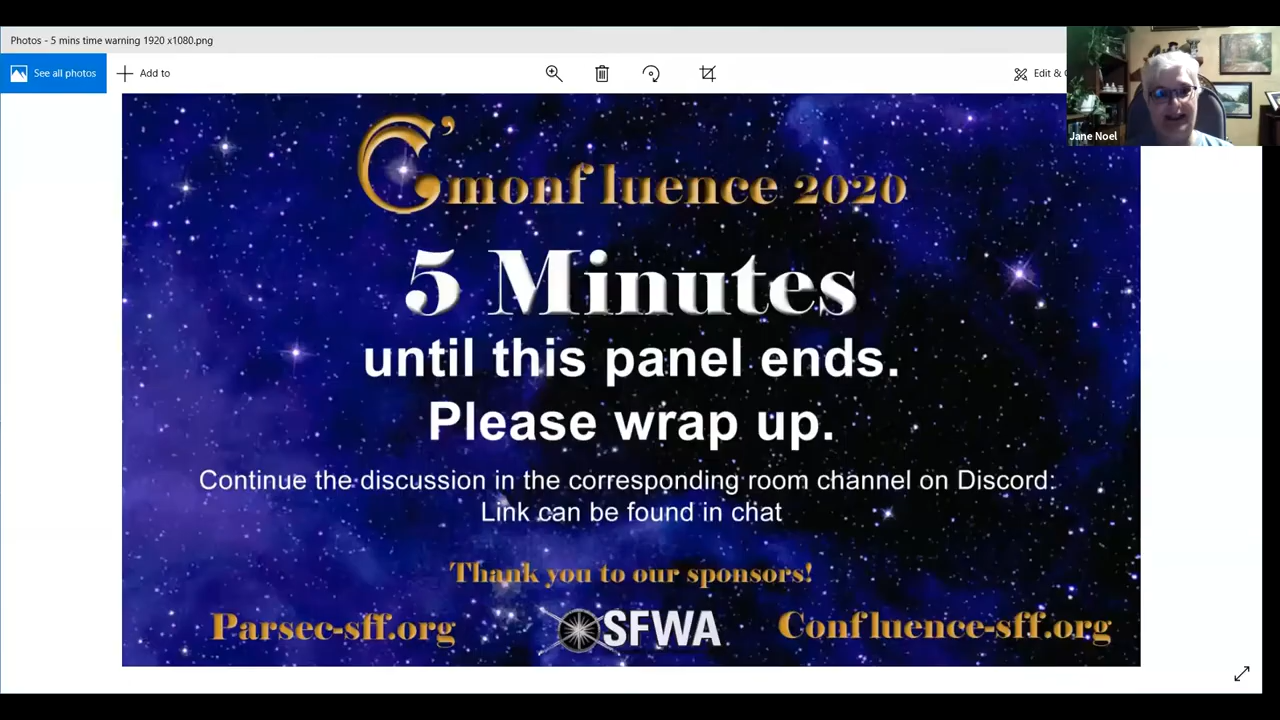 Photos - 5 mins time warning 1920 x1080.png
See all photos
Add to
Edit & C
Jane Noel
C'monfluence 2020
5 Minutes
until this panel ends.
Please wrap up.
Continue the discussion in the corresponding room channel on Discord:
Link can be found in chat
Thank you to our sponsors!
Parsec-sff.org
SFWA
Confluence-sff.org